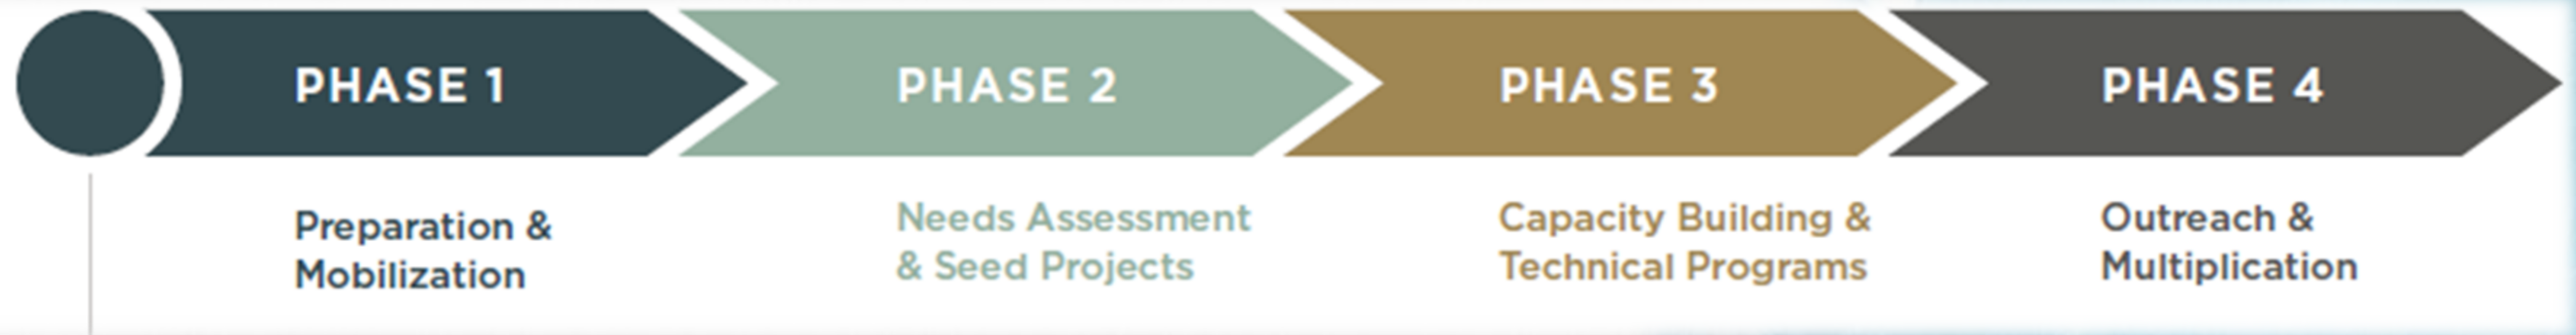 PHASE 1
PHASE 2
PHASE 3
PHASE 4
Preparation &
Mobilization
Needs Assessment
& Seed Projects
Capacity Building &
Technical Programs
Outreach &
Multiplication